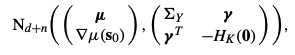 $\mathbf{N}_{d+n}\left(\begin{pmatrix} \boldsymbol{\mu} \\ \nabla\mu(\mathbf{s}_0) \end{pmatrix}, \begin{pmatrix} \Sigma_Y & \boldsymbol{\gamma} \\ \boldsymbol{\gamma}^T & -H_K(\mathbf{0}) \end{pmatrix}\right),$